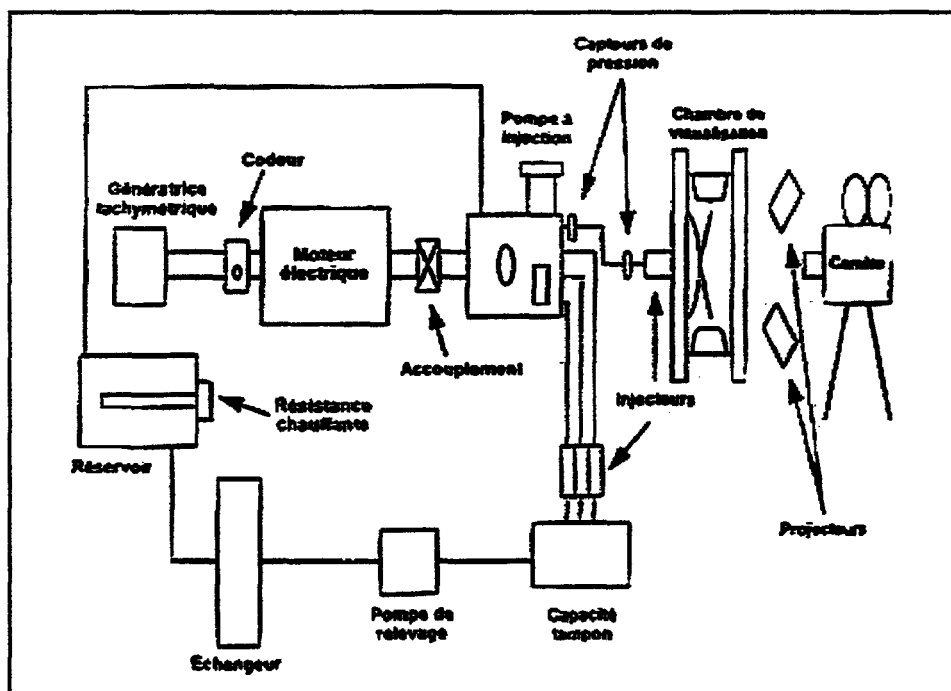 Capteurs de
pression
Pompe à
injection
Chambre de
visualisation
Codeur
Génératrice
tachymétrique
Moteur
électrique
Caméra
Accouplement
Injecteurs
Résistance
chauffante
Réservoir
Projecteurs
Pompe de
relevage
Capacité
tampon
Echangeur